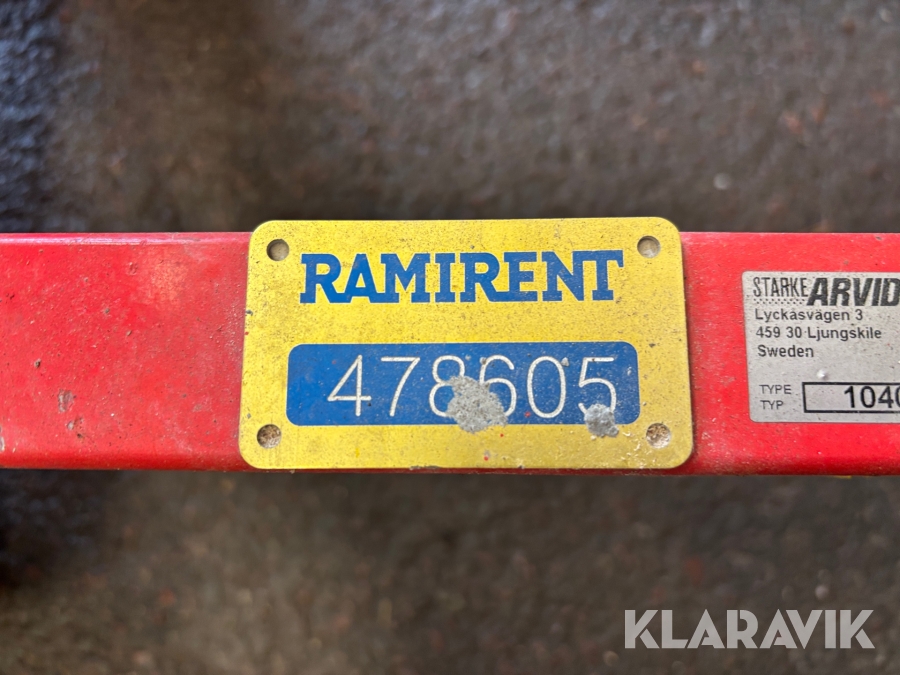 RAMIRENT
478605
STARKE ARVID
Lyckåsvägen 3
459 30 Ljungskile
Sweden
TYPE
TYP
1040
KLARAVIK